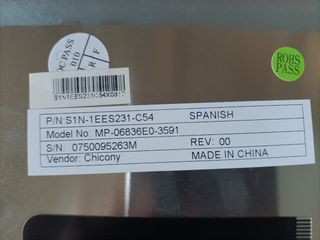 QC-PASS
010
R F
ROHS
PASS
S1N1EES231C54X0812
P/N S1N-1EES231-C54 SPANISH
Model No: MP-06836E0-3591
S/N: 0750095263M REV: 00
Vendor: Chicony MADE IN CHINA